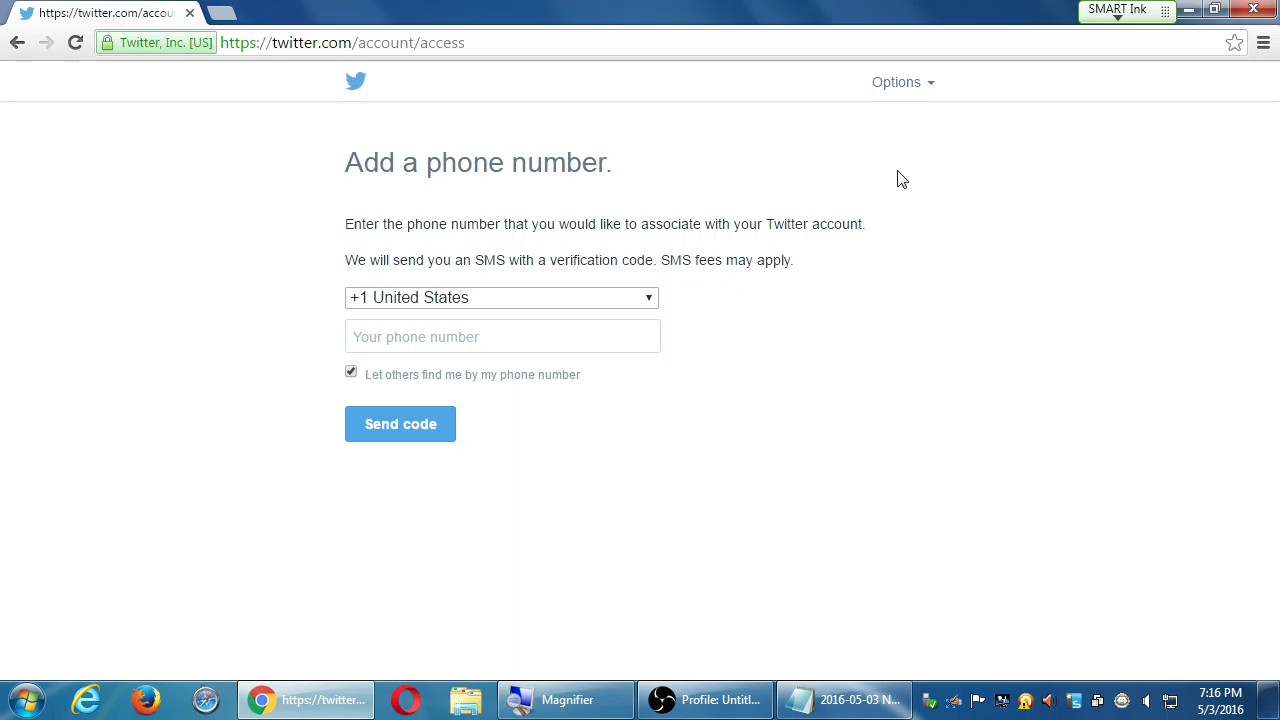 https://twitter.com/accou
SMART Ink
Twitter, Inc. [US]
https://twitter.com/account/access
Options
Add a phone number.
Enter the phone number that you would like to associate with your Twitter account.
We will send you an SMS with a verification code. SMS fees may apply.
+1 United States
Your phone number
Let others find me by my phone number
Send code
https://twitter...
Magnifier
Profile: Untitl...
2016-05-03 N...
7:16 PM
5/3/2016